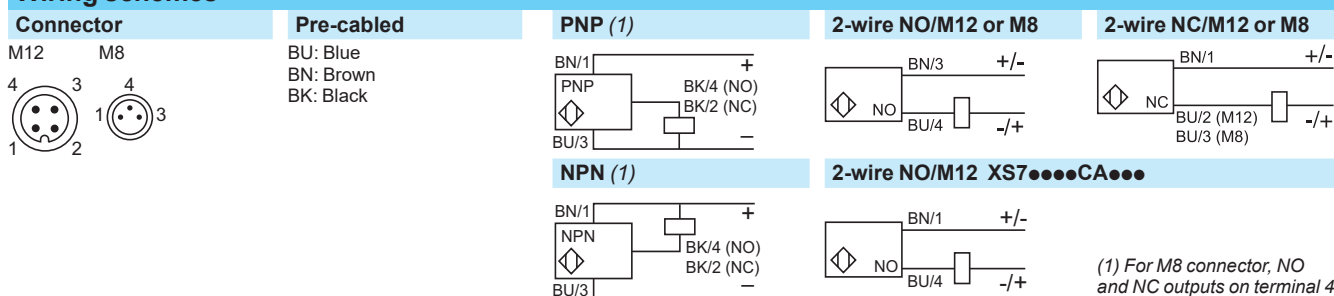 Wiring schemes
Connector
M12 M8
4 3 4
1 3
1 2
Pre-cabled
BU: Blue
BN: Brown
BK: Black
PNP (1)
BN/1 +
PNP
BK/4 (NO)
BK/2 (NC)
BU/3 –
NPN (1)
BN/1 +
NPN
BK/4 (NO)
BK/2 (NC)
BU/3 –
2-wire NO/M12 or M8
BN/3 +/-
NO
BU/4 -/+
2-wire NC/M12 or M8
BN/1 +/-
NC
BU/2 (M12) -/+
BU/3 (M8)
2-wire NO/M12 XS7●●●●CA●●●
BN/1 +/-
NO
BU/4 -/+
(1) For M8 connector, NO
and NC outputs on terminal 4